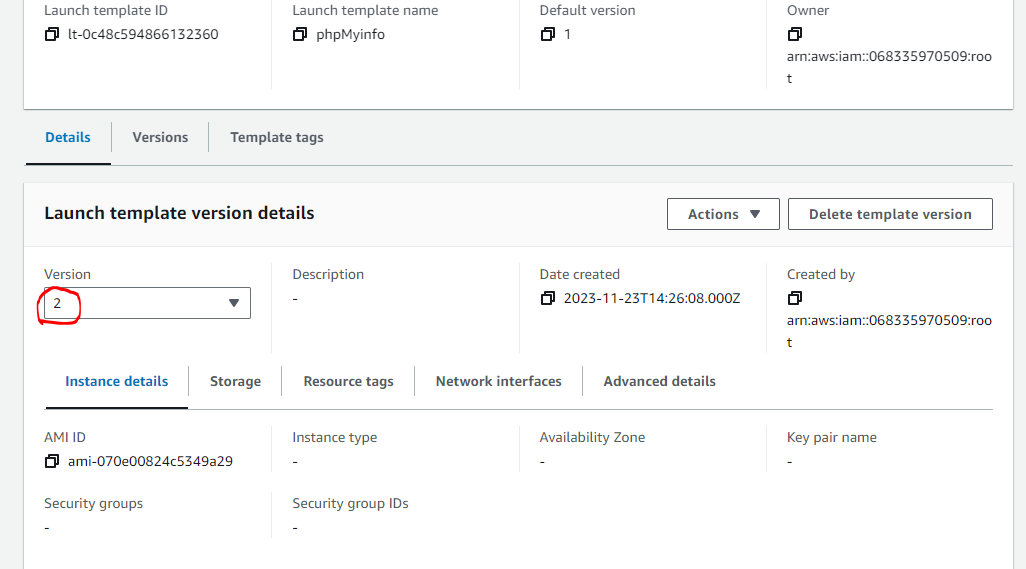 Launch template ID
lt-0c48c594866132360
Launch template name
phpMyinfo
Default version
1
Owner
arn:aws:iam::068335970509:roo
t
Details
Versions
Template tags
Launch template version details
Actions
Delete template version
Version
2
Description
-
Date created
2023-11-23T14:26:08.000Z
Created by
arn:aws:iam::068335970509:roo
t
Instance details
Storage
Resource tags
Network interfaces
Advanced details
AMI ID
ami-070e00824c5349a29
Instance type
-
Availability Zone
-
Key pair name
-
Security groups
-
Security group IDs
-